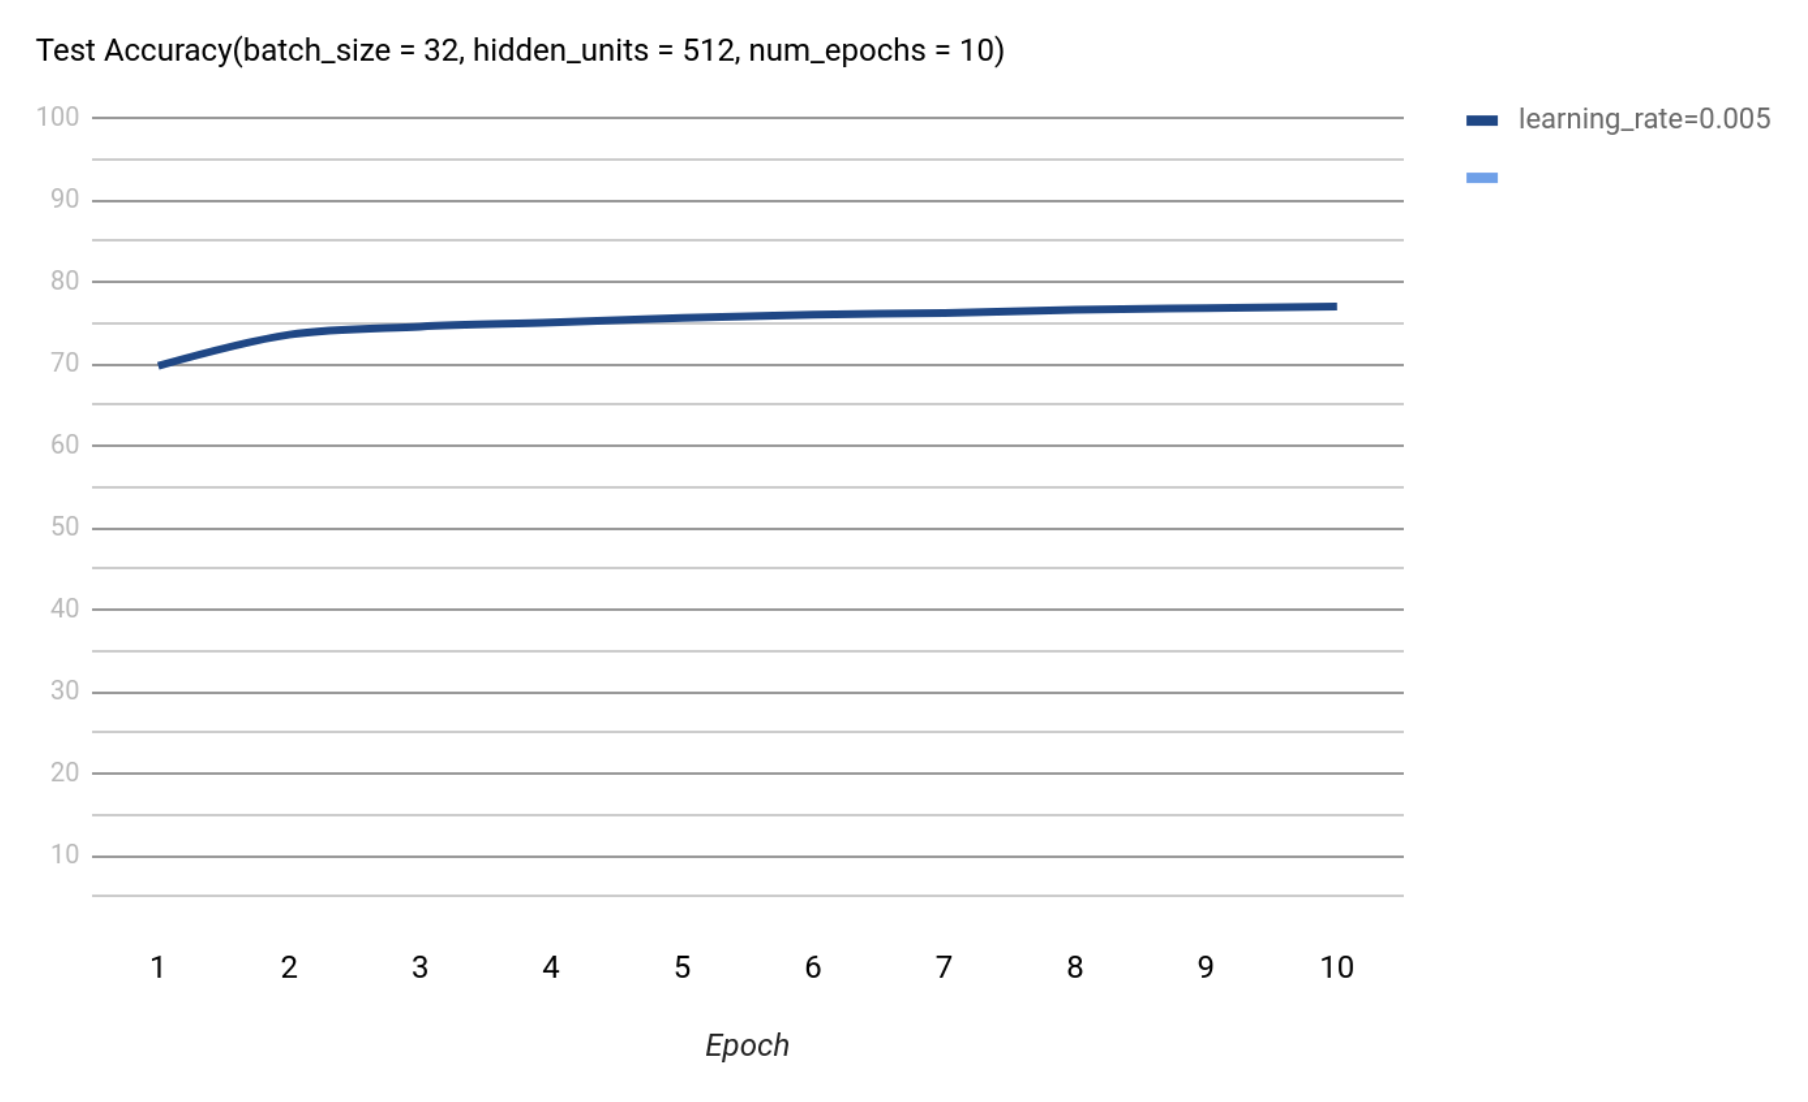 Test Accuracy(batch_size = 32, hidden_units = 512, num_epochs = 10)
learning_rate=0.005
100
90
80
70
60
50
40
30
20
10
1 2 3 4 5 6 7 8 9 10
Epoch